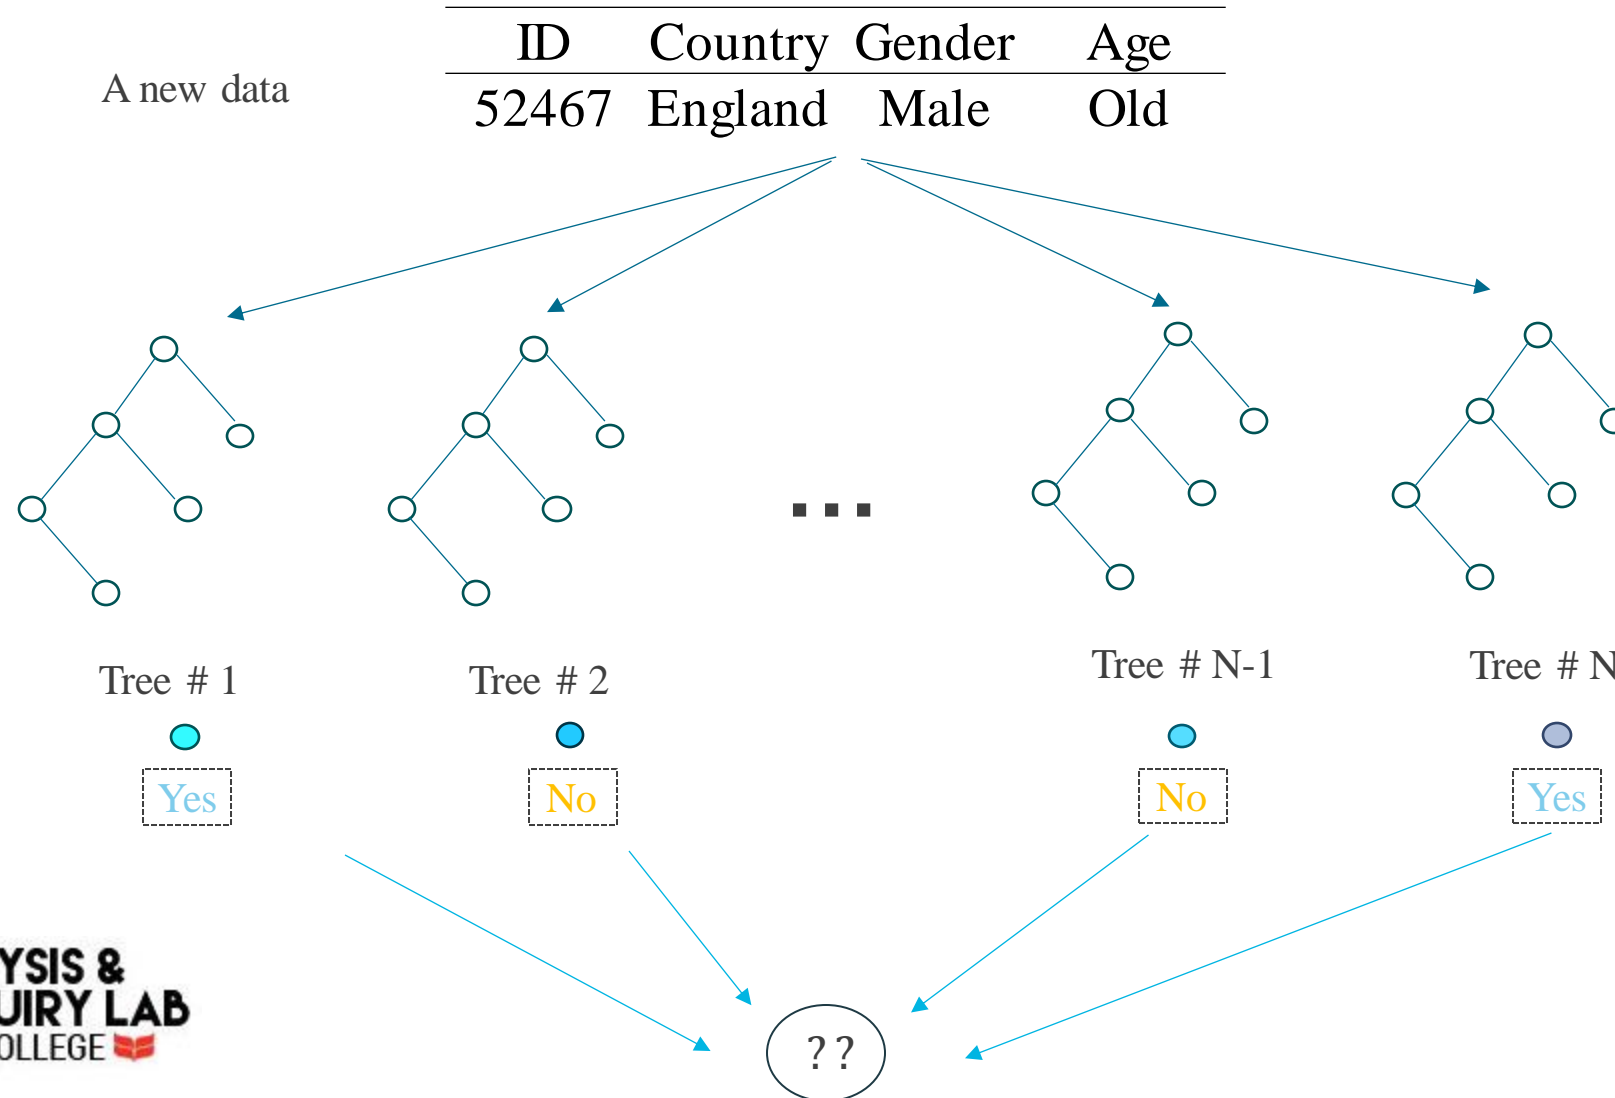 ID Country Gender Age
A new data
52467 England Male Old
...
Tree # 1 Tree # 2 Tree # N-1 Tree # N
Yes No No Yes
YSIS &
UIRY LAB
OLLEGE
??